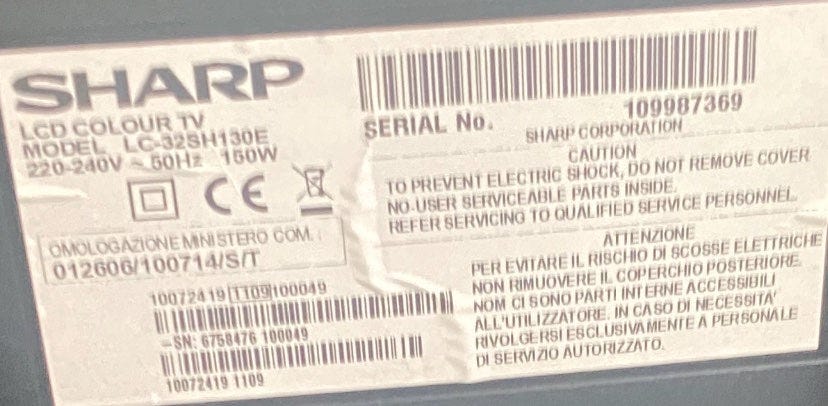 SHARP
LCD COLOUR TV
MODEL LC-32SH130E
220-240V ~ 50Hz 150W
CE
OMOLOGAZIONE MINISTERO COM. :
012606/100714/S/T
10072419 1109 100049
-SN: 6758476 100049
10072419 1109
109987369
SERIAL No.
SHARP CORPORATION
CAUTION
TO PREVENT ELECTRIC SHOCK, DO NOT REMOVE COVER
NO-USER SERVICEABLE PARTS INSIDE.
REFER SERVICING TO QUALIFIED SERVICE PERSONNEL.
ATTENZIONE
PER EVITARE IL RISCHIO DI SCOSSE ELETTRICHE
NON RIMUOVERE IL COPERCHIO POSTERIORE.
NOM CI SONO PARTI INTERNE ACCESSIBILI
ALL'UTILIZZATORE. IN CASO DI NECESSITA'
RIVOLGERSI ESCLUSIVAMENTE A PERSONALE
DI SERVIZIO AUTORIZZATO.